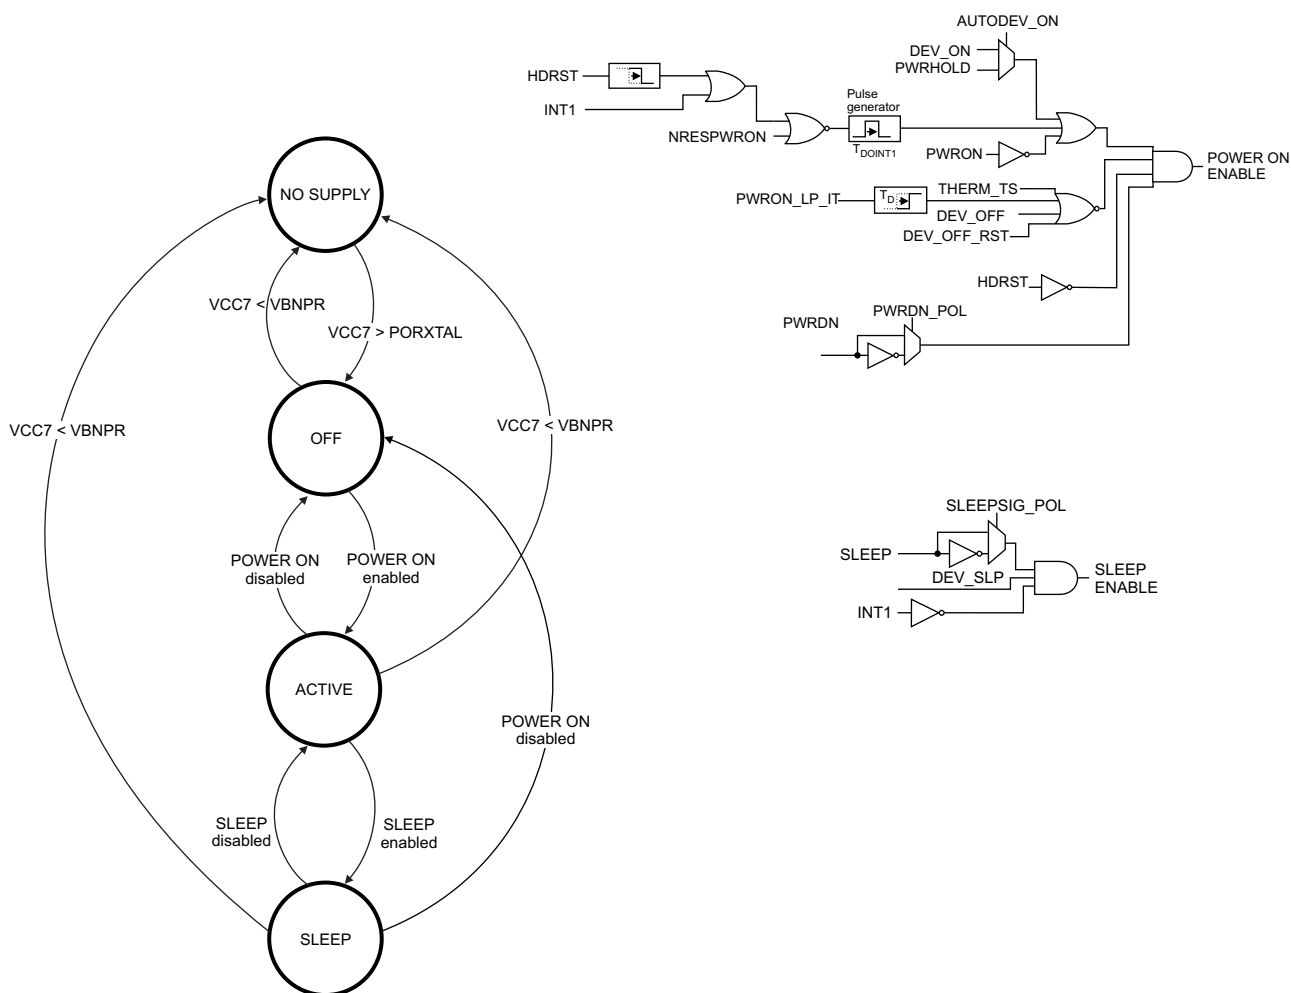 AUTODEV_ON
DEV_ON
PWRHOLD
HDRST
INT1
Pulse
generator
NRESPWRON
TDOINT1
PWRON
POWER ON
ENABLE
THERM_TS
PWRON_LP_IT
TD
DEV_OFF
DEV_OFF_RST
HDRST
PWRDN
PWRDN_POL
NO SUPPLY
VCC7 < VBNPR
VCC7 > PORXTAL
VCC7 < VBNPR
VCC7 < VBNPR
OFF
POWER ON
disabled
POWER ON
enabled
ACTIVE
POWER ON
disabled
SLEEP
disabled
SLEEP
enabled
SLEEP
SLEEPSIG_POL
SLEEP
DEV_SLP
INT1
SLEEP
ENABLE